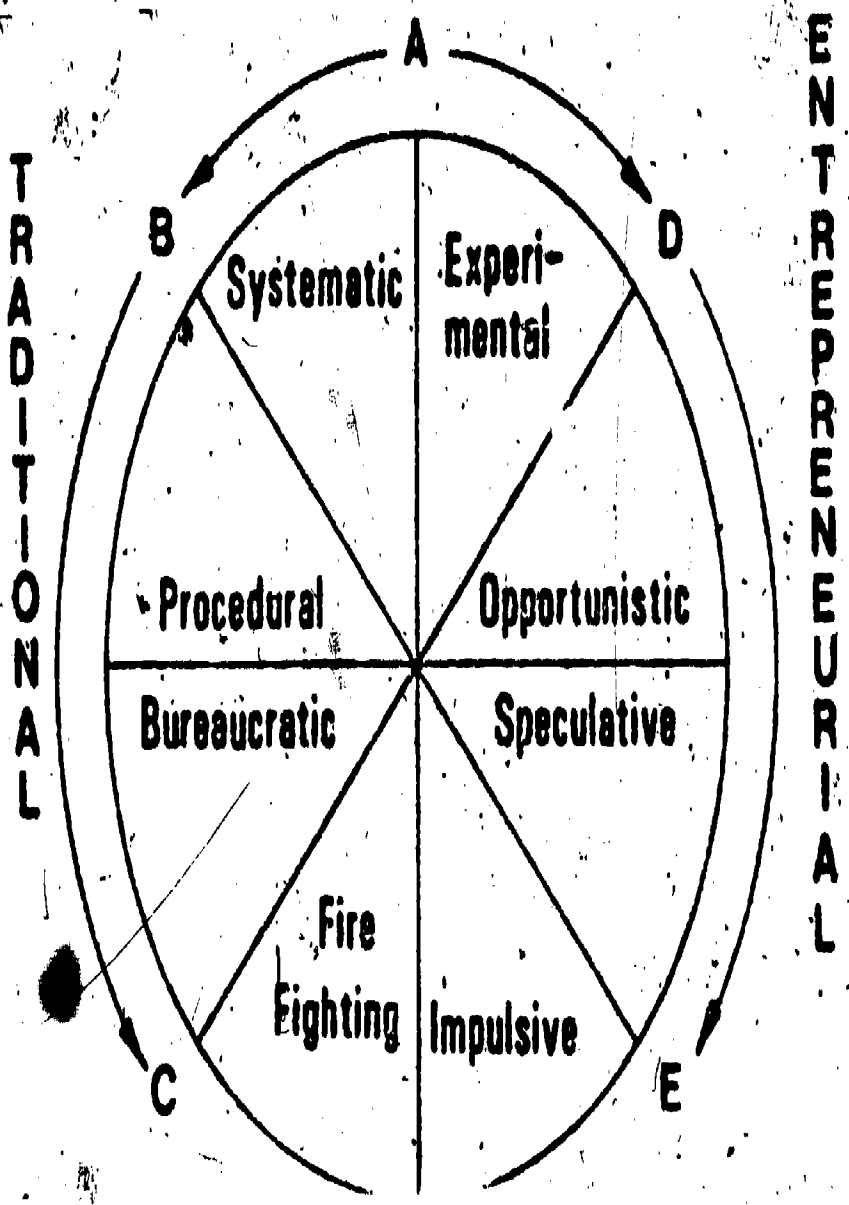 A
ENTREPRENEURIAL
TRADITIONAL
B
D
Systematic
Experi-
mental
Procedural
Opportunistic
Bureaucratic
Speculative
Fire
Fighting
Impulsive
C
E